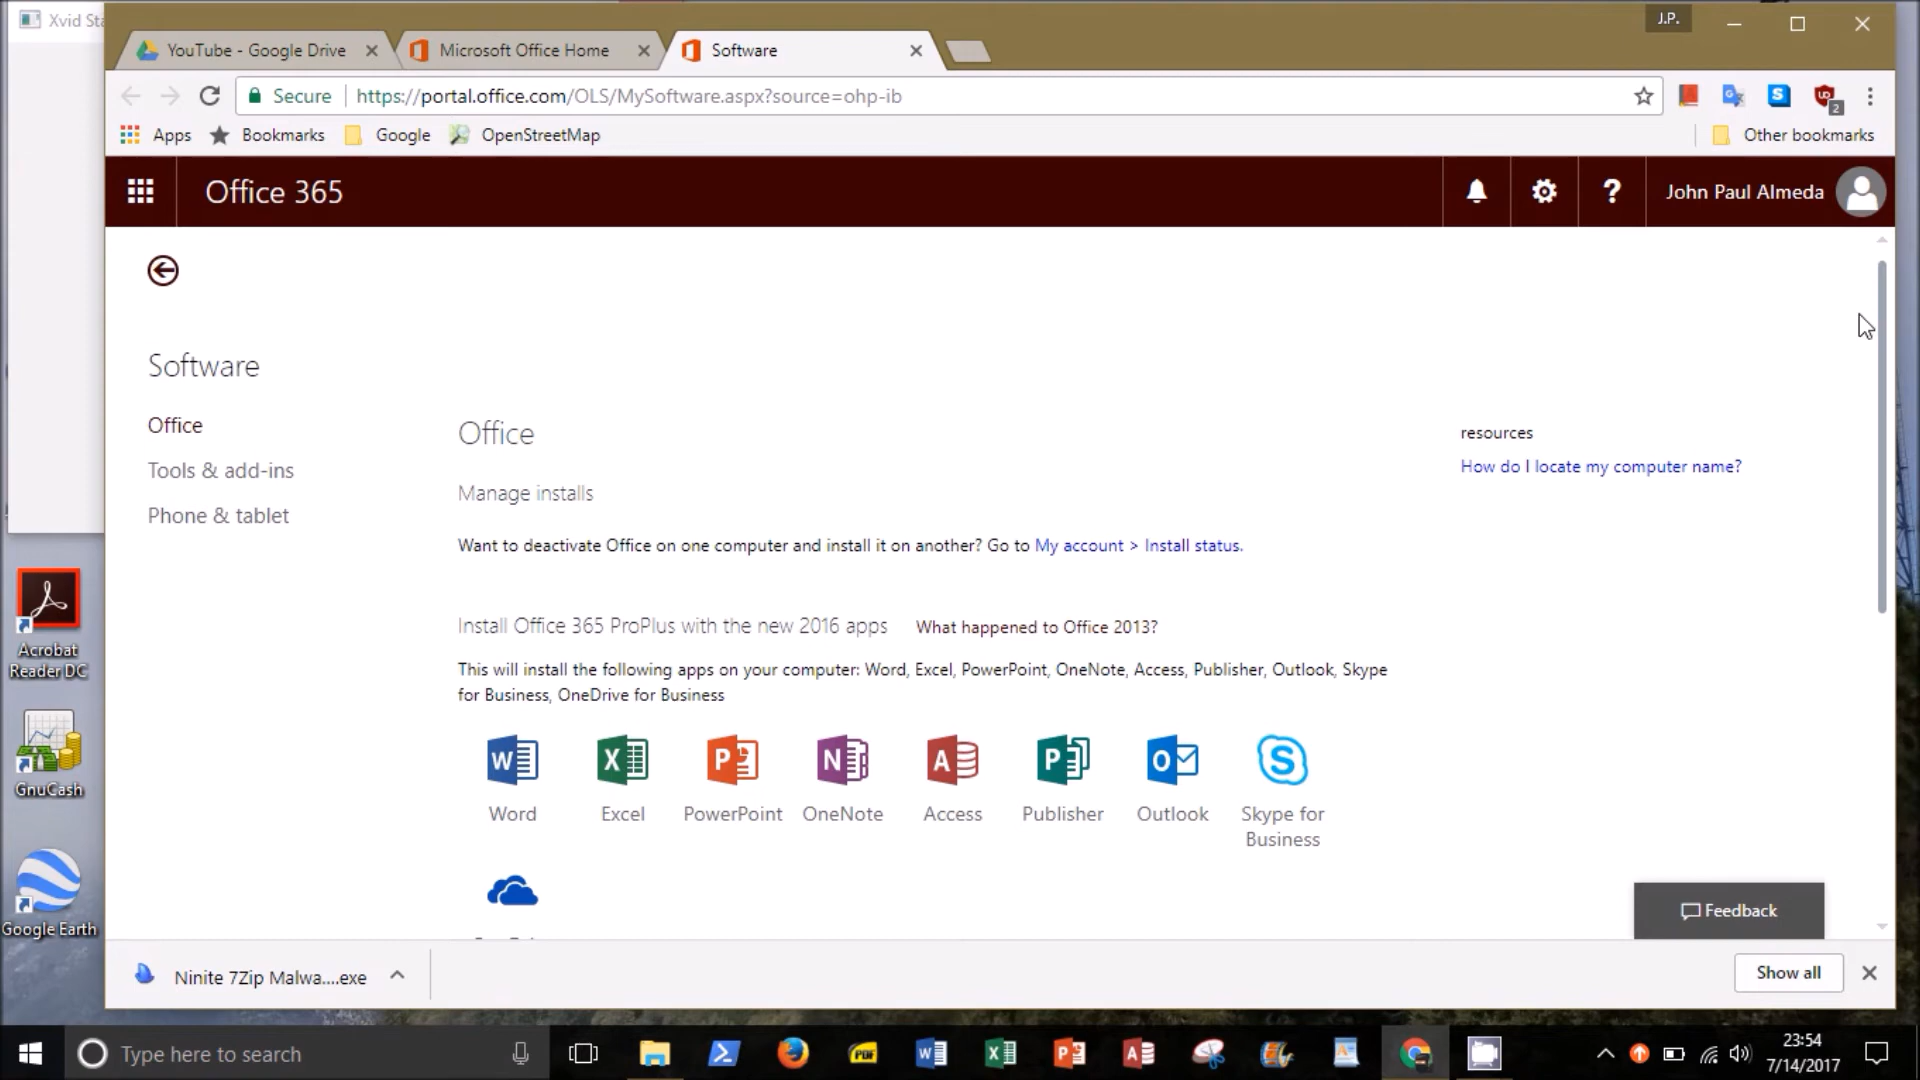 Xvid Sta
J.P.
YouTube - Google Drive
Microsoft Office Home
Software
Secure
https://portal.office.com/OLS/MySoftware.aspx?source=ohp-ib
2
Apps
Bookmarks
Google
OpenStreetMap
Other bookmarks
Office 365
John Paul Almeda
Software
Office
Tools & add-ins
Phone & tablet
Office
Manage installs
Want to deactivate Office on one computer and install it on another? Go to My account > Install status.
resources
How do I locate my computer name?
Install Office 365 ProPlus with the new 2016 apps
What happened to Office 2013?
This will install the following apps on your computer: Word, Excel, PowerPoint, OneNote, Access, Publisher, Outlook, Skype
for Business, OneDrive for Business
Word
Excel
PowerPoint
OneNote
Access
Publisher
Outlook
Skype for
Business
Feedback
Acrobat
Reader DC
GnuCash
Google Earth
Ninite 7Zip Malwa....exe
Show all
Type here to search
PDF
23:54
7/14/2017